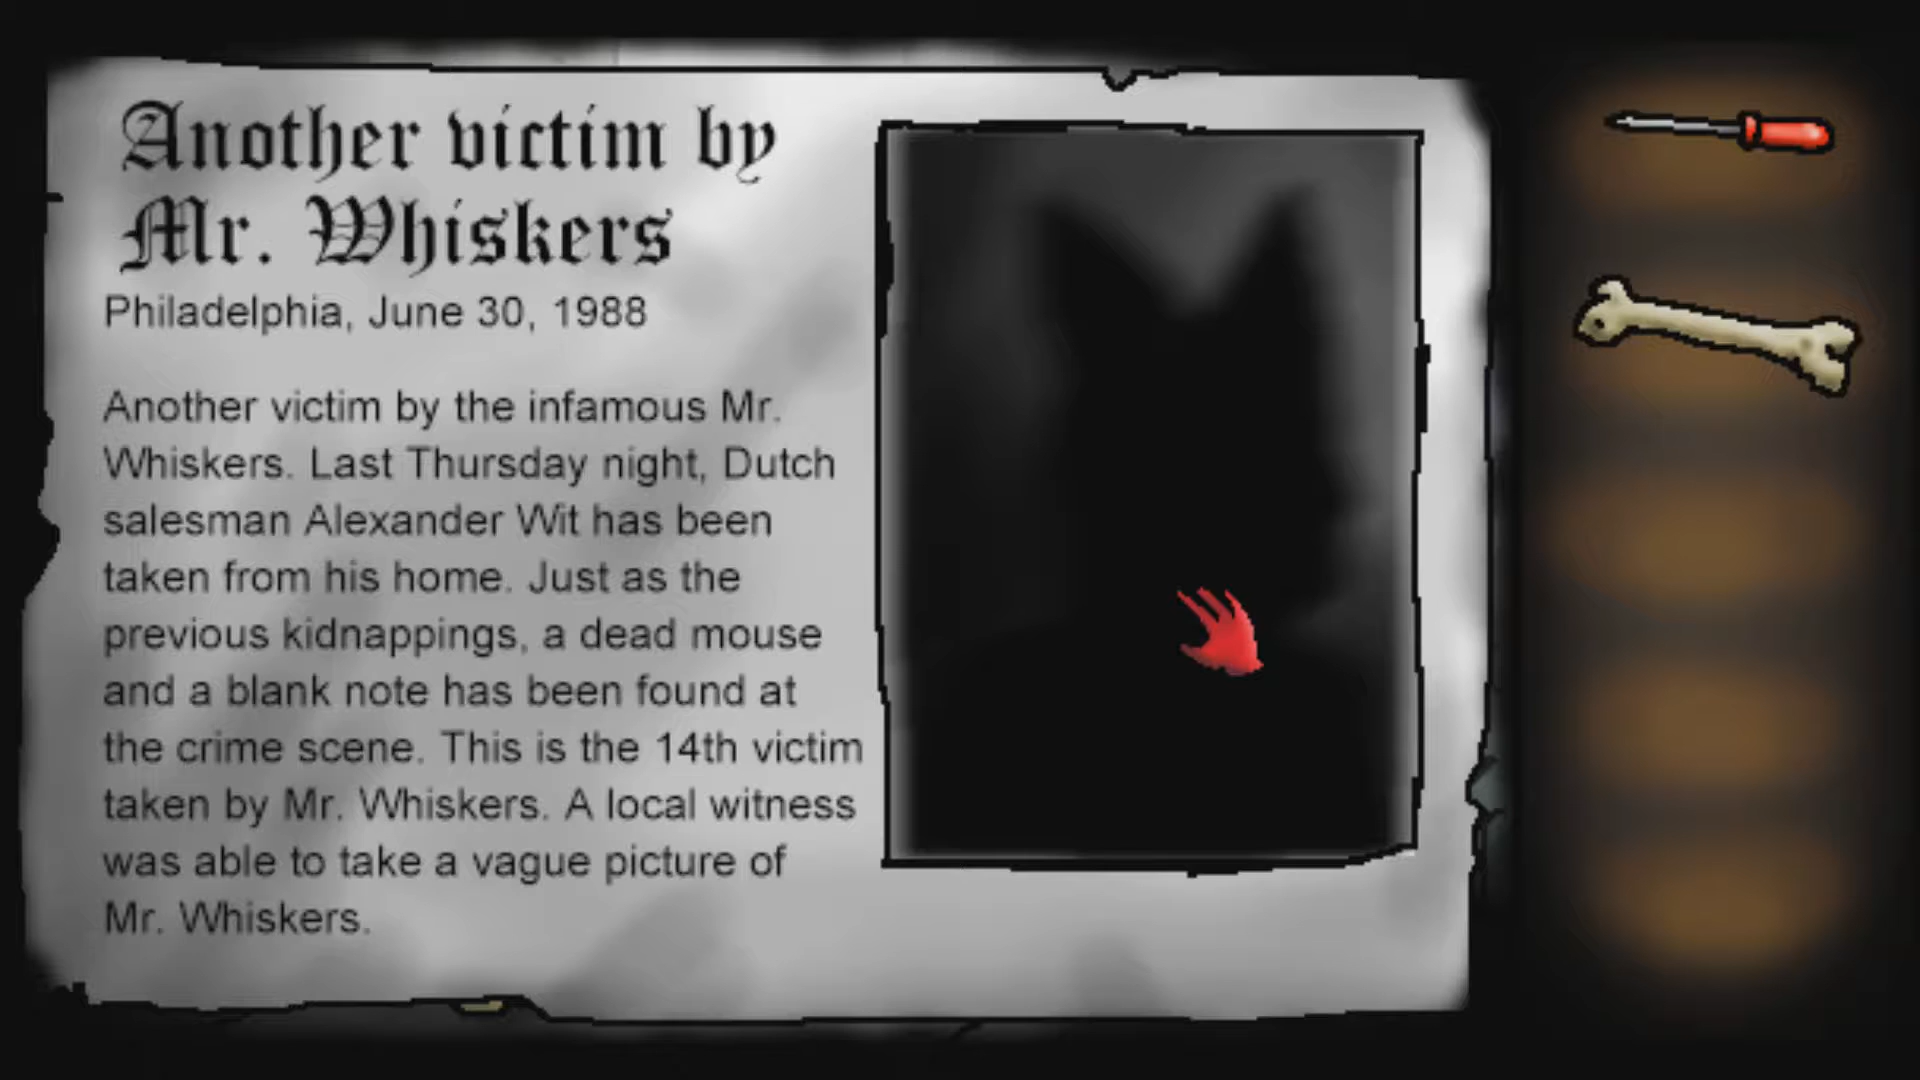 Another victim by
Mr. Whiskers
Philadelphia, June 30, 1988
Another victim by the infamous Mr.
Whiskers. Last Thursday night, Dutch
salesman Alexander Wit has been
taken from his home. Just as the
previous kidnappings, a dead mouse
and a blank note has been found at
the crime scene. This is the 14th victim
taken by Mr. Whiskers. A local witness
was able to take a vague picture of
Mr. Whiskers.